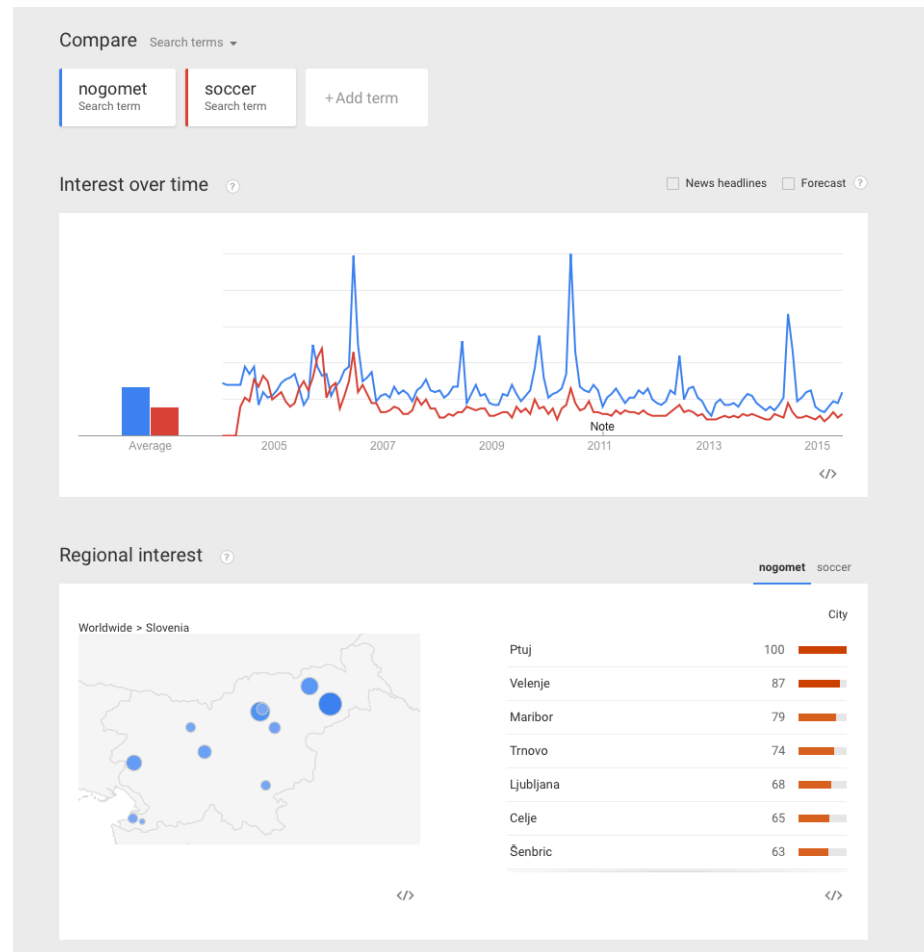 Compare Search terms
nogomet
Search term
soccer
Search term
+Add term
Interest over time ?
News headlines Forecast ?
Note
Average 2005 2007 2009 2011 2013 2015
</>
Regional interest ?
nogomet soccer
Worldwide > Slovenia
City
Ptuj 100
Velenje 87
Maribor 79
Trnovo 74
Ljubljana 68
Celje 65
Šenbric 63
</> </>